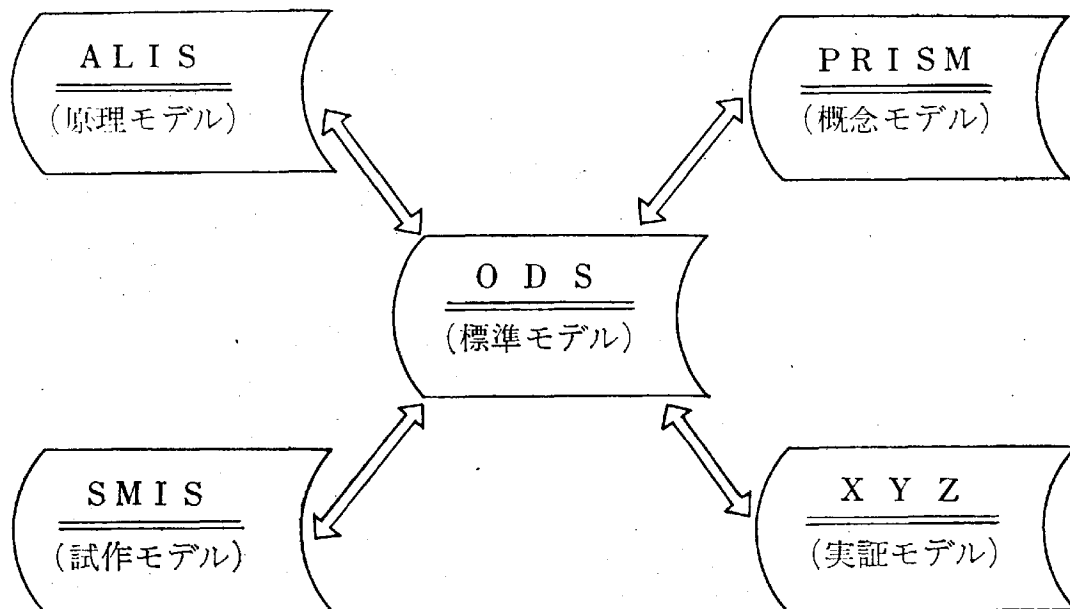 ALIS
(原理モデル)
PRISM
(概念モデル)
ODS
(標準モデル)
SMIS
(試作モデル)
XYZ
(実証モデル)